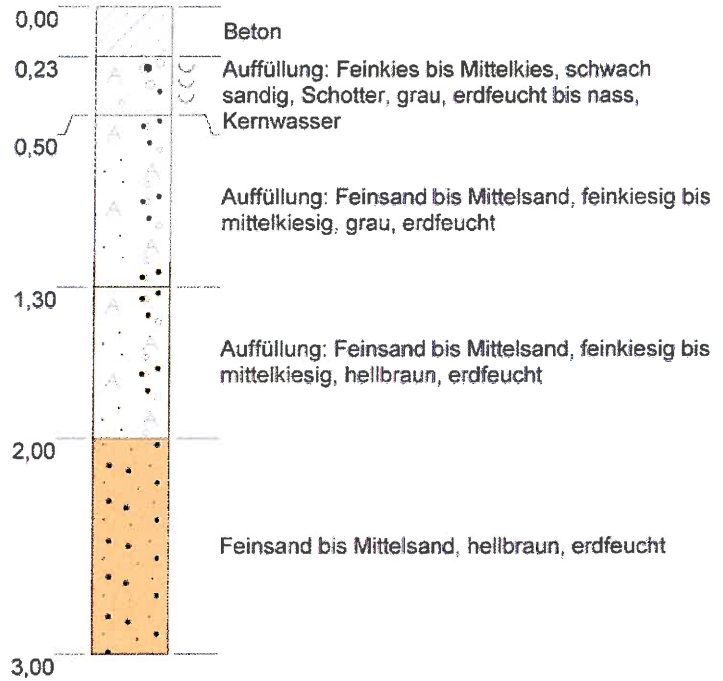 0,00
Beton
0,23
Auffüllung: Feinkies bis Mittelkies, schwach
sandig, Schotter, grau, erdfeucht bis nass,
Kernwasser
0,50
Auffüllung: Feinsand bis Mittelsand, feinkiesig bis
mittelkiesig, grau, erdfeucht
1,30
Auffüllung: Feinsand bis Mittelsand, feinkiesig bis
mittelkiesig, hellbraun, erdfeucht
2,00
Feinsand bis Mittelsand, hellbraun, erdfeucht
3,00
A
A
A
A
A
A
A
A